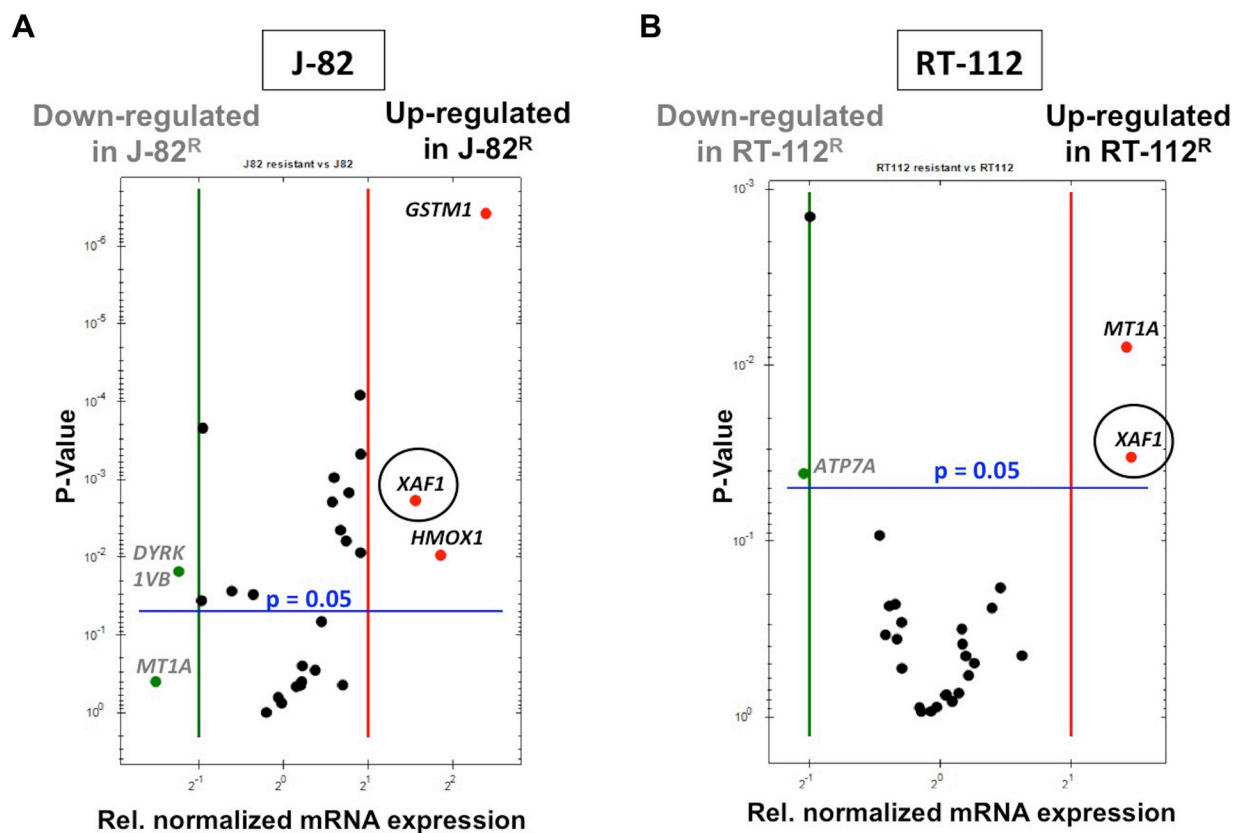 A
J-82
Down-regulated
in J-82ᴿ
Up-regulated
in J-82ᴿ
J82 resistant vs J82
GSTM1
XAF1
HMOX1
DYRK
1VB
p = 0.05
MT1A
10⁻⁶
10⁻⁵
10⁻⁴
10⁻³
10⁻²
10⁻¹
10⁰
P-Value
2⁻¹
2⁰
2¹
2²
Rel. normalized mRNA expression
B
RT-112
Down-regulated
in RT-112ᴿ
Up-regulated
in RT-112ᴿ
RT112 resistant vs RT112
MT1A
XAF1
ATP7A
p = 0.05
10⁻³
10⁻²
10⁻¹
10⁰
P-Value
2⁻¹
2⁰
2¹
Rel. normalized mRNA expression